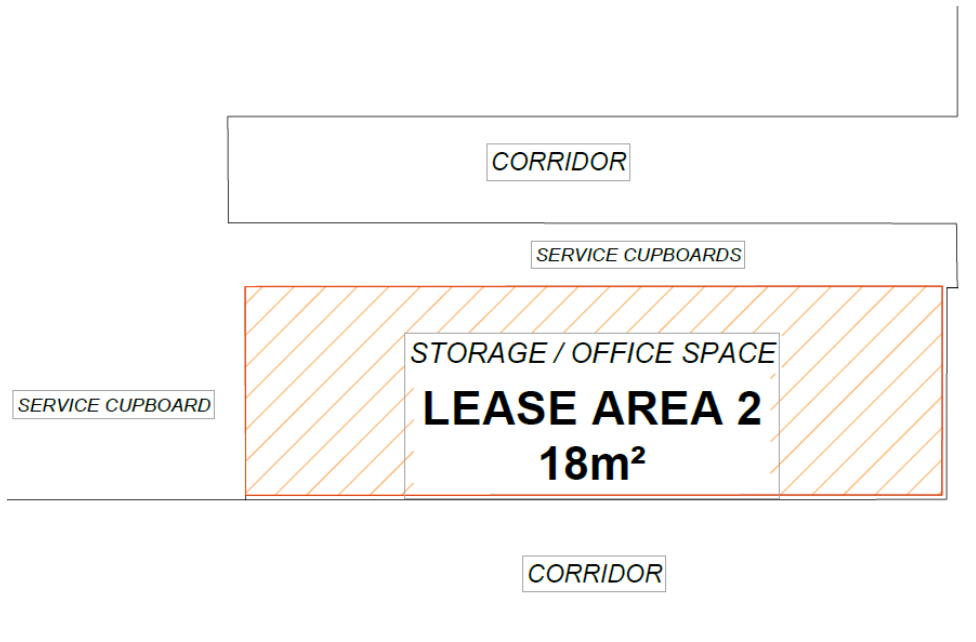 CORRIDOR
SERVICE CUPBOARDS
STORAGE / OFFICE SPACE
LEASE AREA 2
18m²
SERVICE CUPBOARD
CORRIDOR